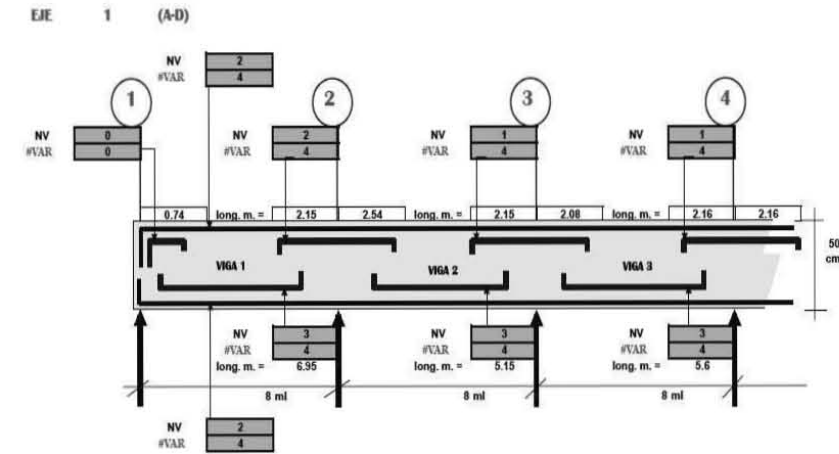 EJE 1 (A-D)
NV 2
#VAR 4
1 2 3 4
NV 0 NV 2 NV 1 NV 1
#VAR 0 #VAR 4 #VAR 4 #VAR 4
0.74 long. m. = 2.15 2.54 long. m. = 2.15 2.08 long. m. = 2.16 2.16
50 cm
VIGA 1 VIGA 2 VIGA 3
NV 3 NV 3 NV 3
#VAR 4 #VAR 4 #VAR 4
long. m. = 6.95 long. m. = 5.15 long. m. = 5.6
8 ml 8 ml 8 ml
NV 2
#VAR 4